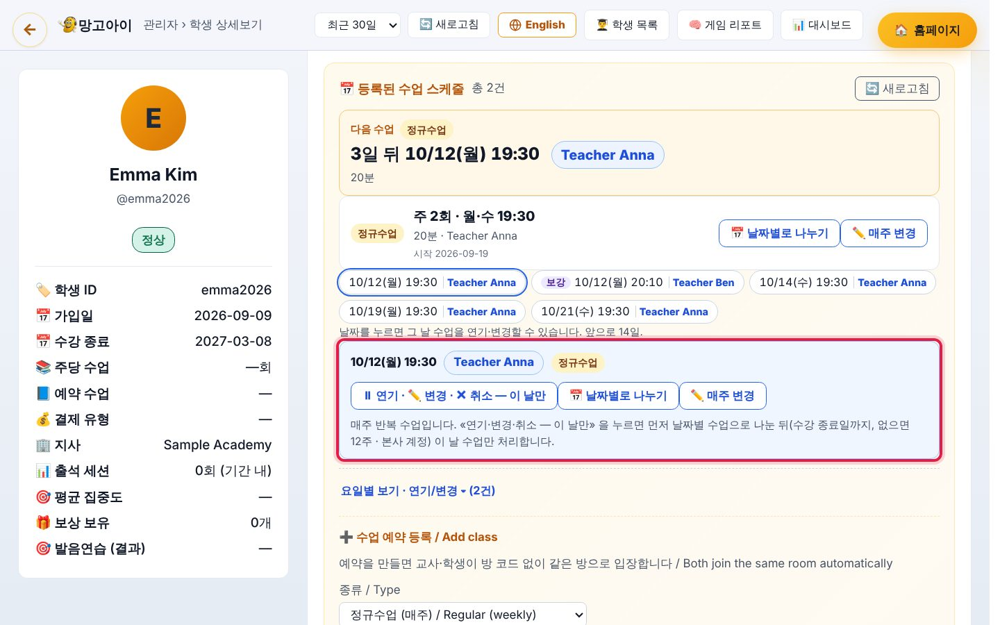 망고아이 관리자 › 학생 상세보기 최근 30일 🔄 새로고침 English 👨‍🎓 학생 목록 🧠 게임 리포트 📊 대시보드 🏠 홈페이지
E
Emma Kim
@emma2026
정상
🏷️ 학생 ID emma2026
📅 가입일 2026-09-09
📅 수강 종료 2027-03-08
📚 주당 수업 —회
📘 예약 수업 —
💰 결제 유형 —
🏢 지사 Sample Academy
📊 출석 세션 0회 (기간 내)
🎯 평균 집중도 —
🎁 보상 보유 0개
🎯 발음연습 (결과) —
📅 등록된 수업 스케줄 총 2건 🔄 새로고침
다음 수업 정규수업
3일 뒤 10/12(월) 19:30 Teacher Anna
20분
정규수업
주 2회 · 월·수 19:30
20분 · Teacher Anna
시작 2026-09-19
📅 날짜별로 나누기 ✏️ 매주 변경
10/12(월) 19:30 Teacher Anna 보강 10/12(월) 20:10 Teacher Ben 10/14(수) 19:30 Teacher Anna
10/19(월) 19:30 Teacher Anna 10/21(수) 19:30 Teacher Anna
날짜를 누르면 그 날 수업을 연기·변경할 수 있습니다. 앞으로 14일.
10/12(월) 19:30 Teacher Anna 정규수업
⏸ 연기 · ✏️ 변경 · ✕ 취소 — 이 날만 📅 날짜별로 나누기 ✏️ 매주 변경
매주 반복 수업입니다. «연기·변경·취소 — 이 날만» 을 누르면 먼저 날짜별 수업으로 나눈 뒤(수강 종료일까지, 없으면
12주 · 본사 계정) 이 날 수업만 처리합니다.
요일별 보기 · 연기/변경 ▾ (2건)
➕ 수업 예약 등록 / Add class
예약을 만들면 교사·학생이 방 코드 없이 같은 방으로 입장합니다 / Both join the same room automatically
종류 / Type
정규수업 (매주) / Regular (weekly)